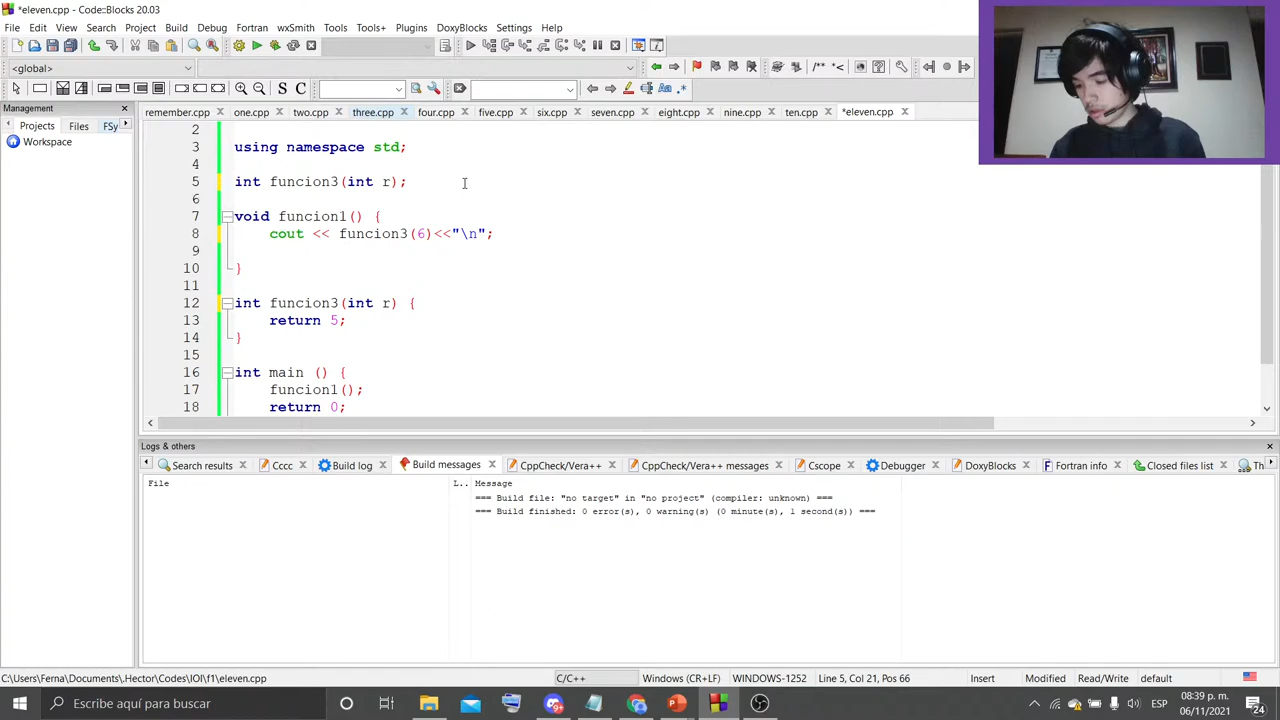 *eleven.cpp - Code::Blocks 20.03
File Edit View Search Project Build Debug Fortran wxSmith Tools Tools+ Plugins DoxyBlocks Settings Help
<global>
/** *<
S C Aa .*
Management
Projects Files FSy
Workspace
remember.cpp one.cpp two.cpp three.cpp four.cpp five.cpp six.cpp seven.cpp eight.cpp nine.cpp ten.cpp *eleven.cpp
2
3 using namespace std;
4
5 int funcion3(int r);
6
7 void funcion1() {
8 cout << funcion3(6)<<"\n";
9
10 }
11
12 int funcion3(int r) {
13 return 5;
14 }
15
16 int main () {
17 funcion1();
18 return 0;
Logs & others
Search results Cccc Build log Build messages CppCheck/Vera++ CppCheck/Vera++ messages Cscope Debugger DoxyBlocks Fortran info Closed files list Th
File L.. Message
=== Build file: "no target" in "no project" (compiler: unknown) ===
=== Build finished: 0 error(s), 0 warning(s) (0 minute(s), 1 second(s)) ===
C:\Users\Ferna\Documents\.Hector\Codes\IOI\f1\eleven.cpp C/C++ Windows (CR+LF) WINDOWS-1252 Line 5, Col 21, Pos 66 Insert Modified Read/Write default
Escribe aquí para buscar ESP 08:39 p. m.
06/11/2021 24